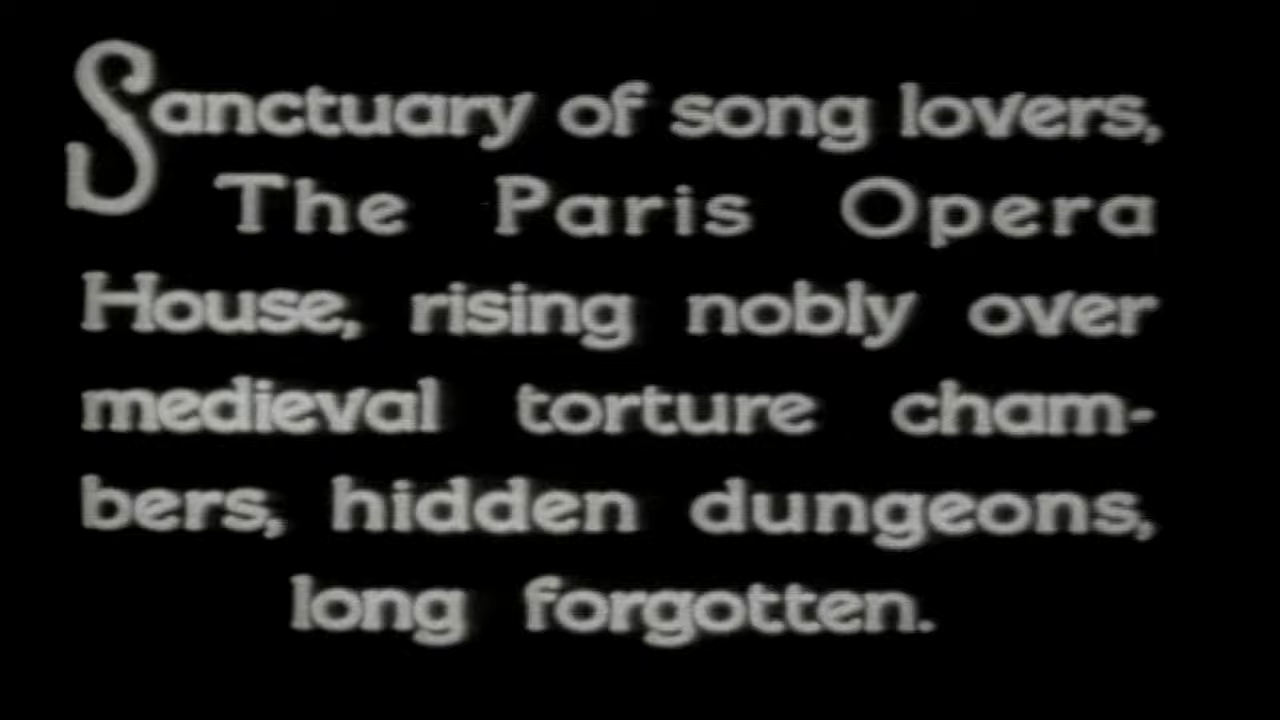 Sanctuary of song lovers,
The Paris Opera
House, rising nobly over
medieval torture cham-
bers, hidden dungeons,
long forgotten.